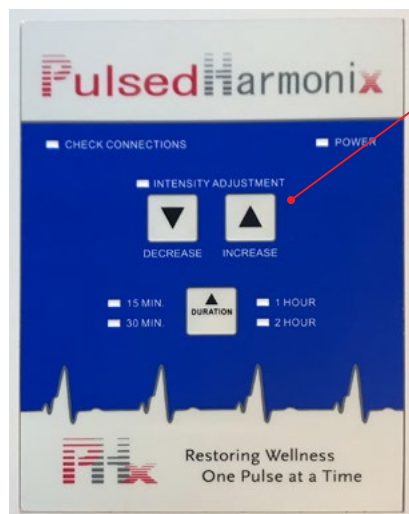 PulsedHarmonix
CHECK CONNECTIONS
POWER
INTENSITY ADJUSTMENT
DECREASE
INCREASE
15 MIN.
DURATION
1 HOUR
30 MIN.
2 HOUR
PHx
Restoring Wellness
One Pulse at a Time